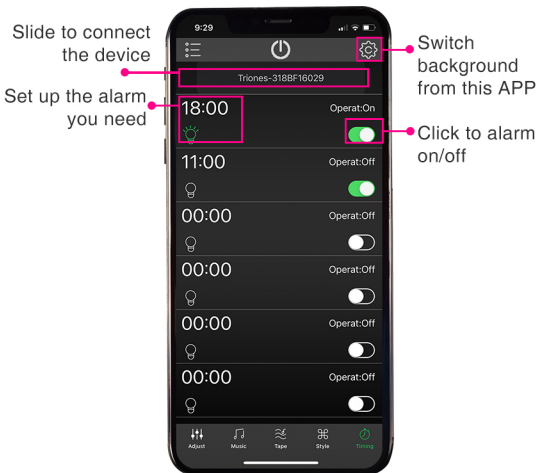 Slide to connect
the device
Set up the alarm
you need
9:29
Triones-318BF16029
18:00
Operat:On
11:00
Operat:Off
00:00
Operat:Off
00:00
Operat:Off
00:00
Operat:Off
00:00
Operat:Off
Adjust
Music
Tape
Style
Timing
Switch
background
from this APP
Click to alarm
on/off